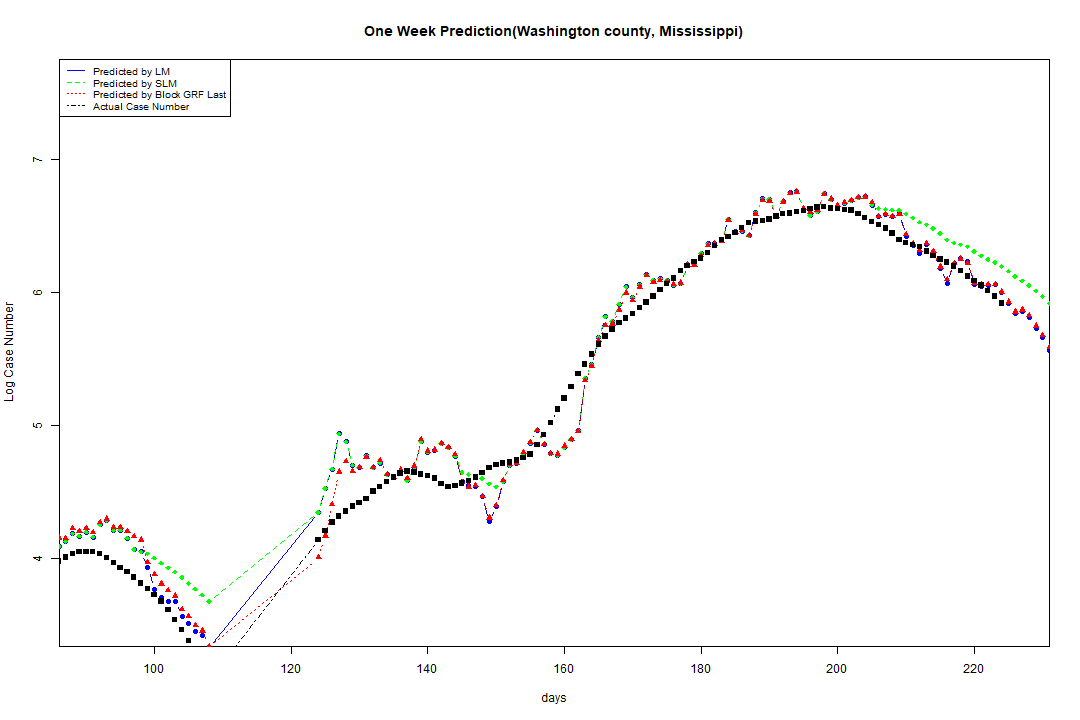 One Week Prediction(Washington county, Mississippi)
Predicted by LM
Predicted by SLM
Predicted by Block GRF Last
Actual Case Number
7
6
5
4
Log Case Number
100 120 140 160 180 200 220
days